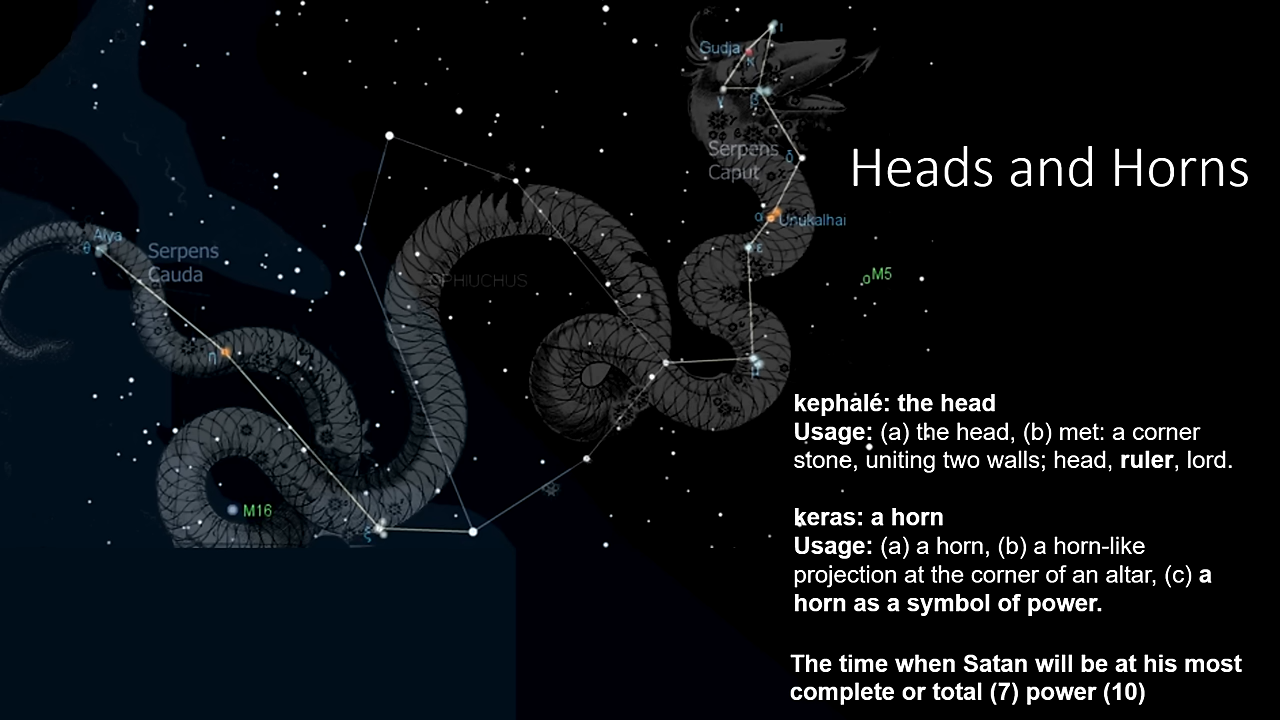 Gudja
ι
κ
γ
β
Serpens
Caput
δ
α Unukalhai
ε
M5
μ
OPHIUCHUS
Alya
θ
Serpens
Cauda
η
M16
ξ
Heads and Horns
kephalé: the head
Usage: (a) the head, (b) met: a corner
stone, uniting two walls; head, ruler, lord.
keras: a horn
Usage: (a) a horn, (b) a horn-like
projection at the corner of an altar, (c) a
horn as a symbol of power.
The time when Satan will be at his most
complete or total (7) power (10)